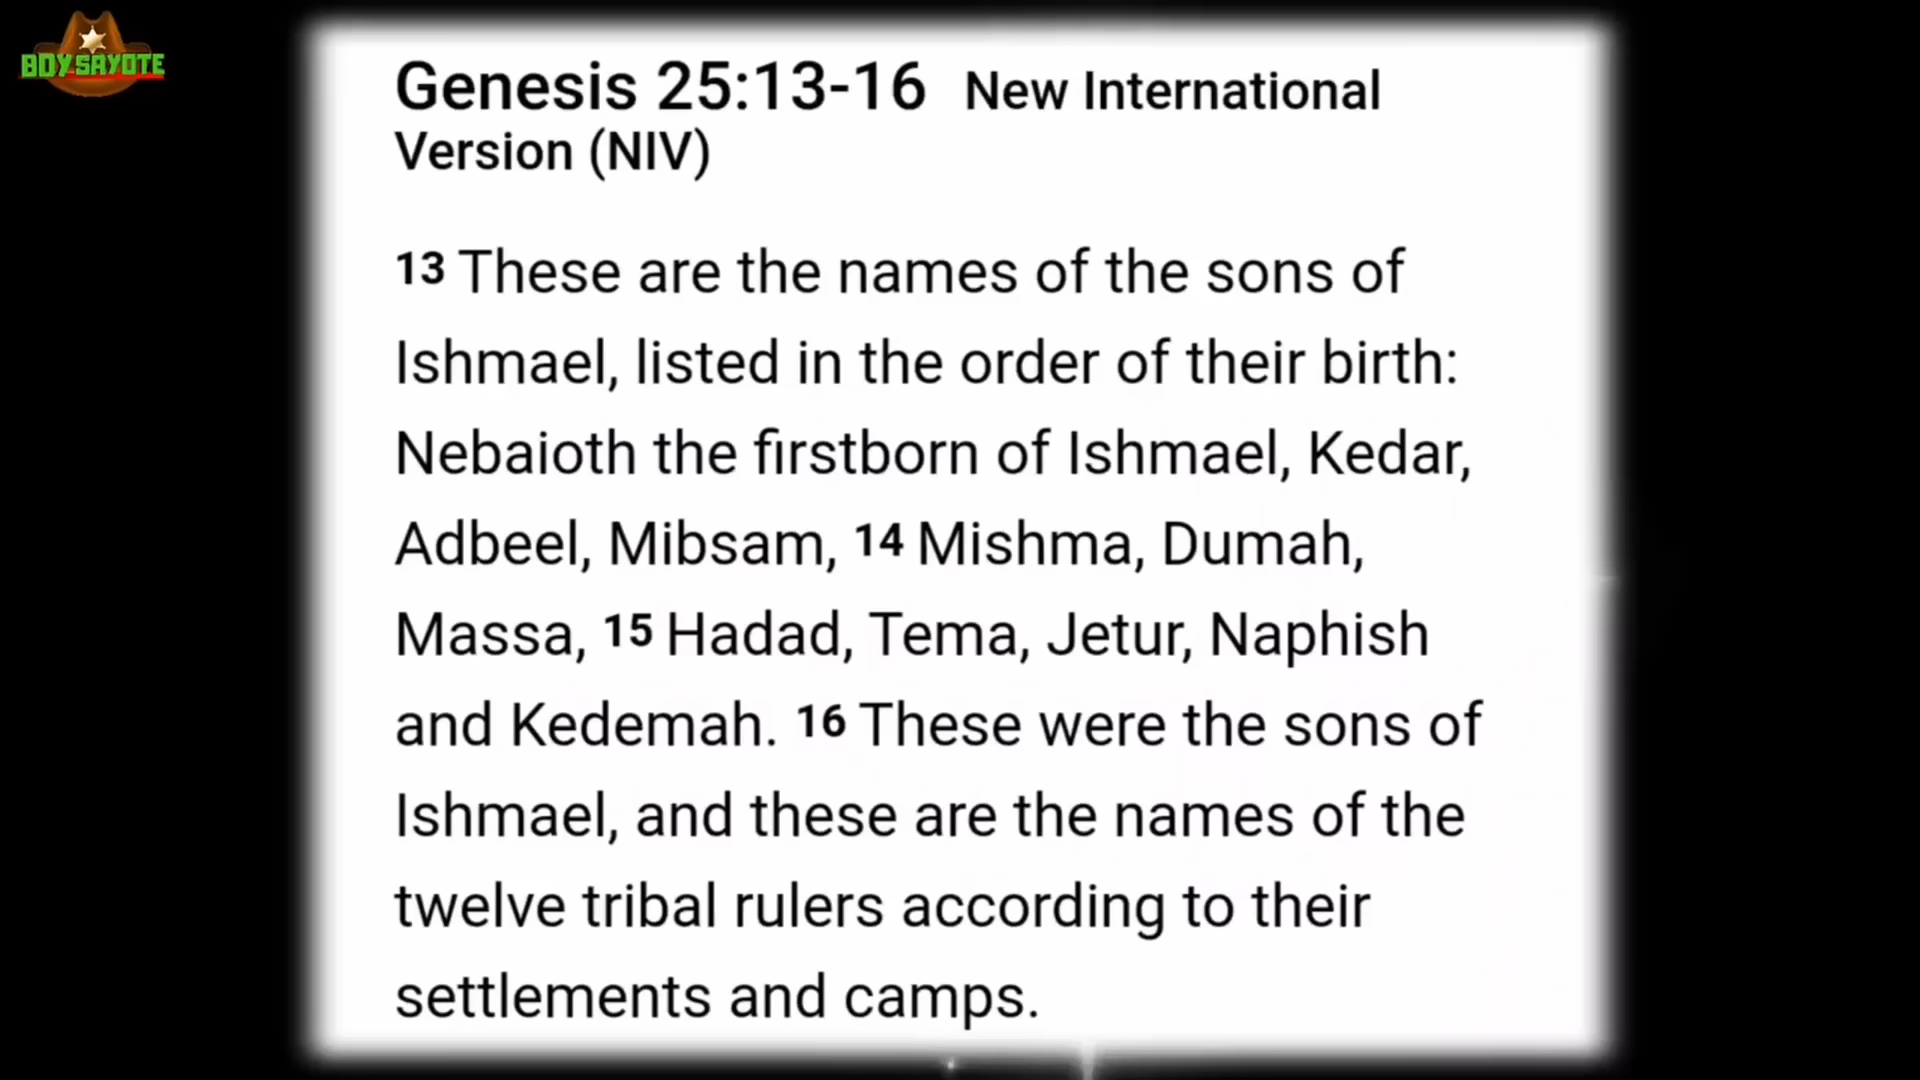 BOY SAYOTE
Genesis 25:13-16 New International
Version (NIV)
13 These are the names of the sons of
Ishmael, listed in the order of their birth:
Nebaioth the firstborn of Ishmael, Kedar,
Adbeel, Mibsam, 14 Mishma, Dumah,
Massa, 15 Hadad, Tema, Jetur, Naphish
and Kedemah. 16 These were the sons of
Ishmael, and these are the names of the
twelve tribal rulers according to their
settlements and camps.